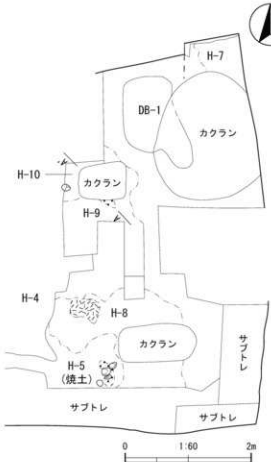 H-7
DB-1
カクラン
H-10
カクラン
H-9
H-4
H-8
カクラン
サブトレ
H-5
(焼土)
サブトレ
サブトレ
0 1:60 2m